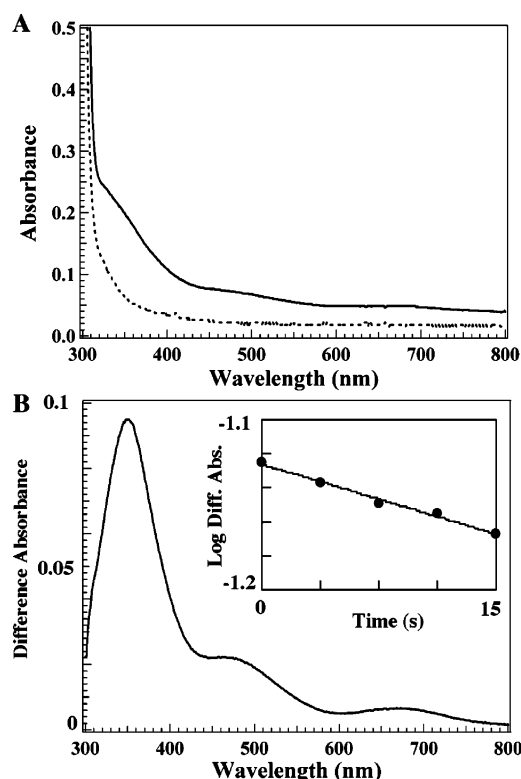 A
0.5
0.4
0.3
0.2
0.1
0.0
Absorbance
300 400 500 600 700 800
Wavelength (nm)
B
0.1
0.05
0
Difference Absorbance
-1.1
-1.2
Log Diff. Abs.
0 15
Time (s)
300 400 500 600 700 800
Wavelength (nm)